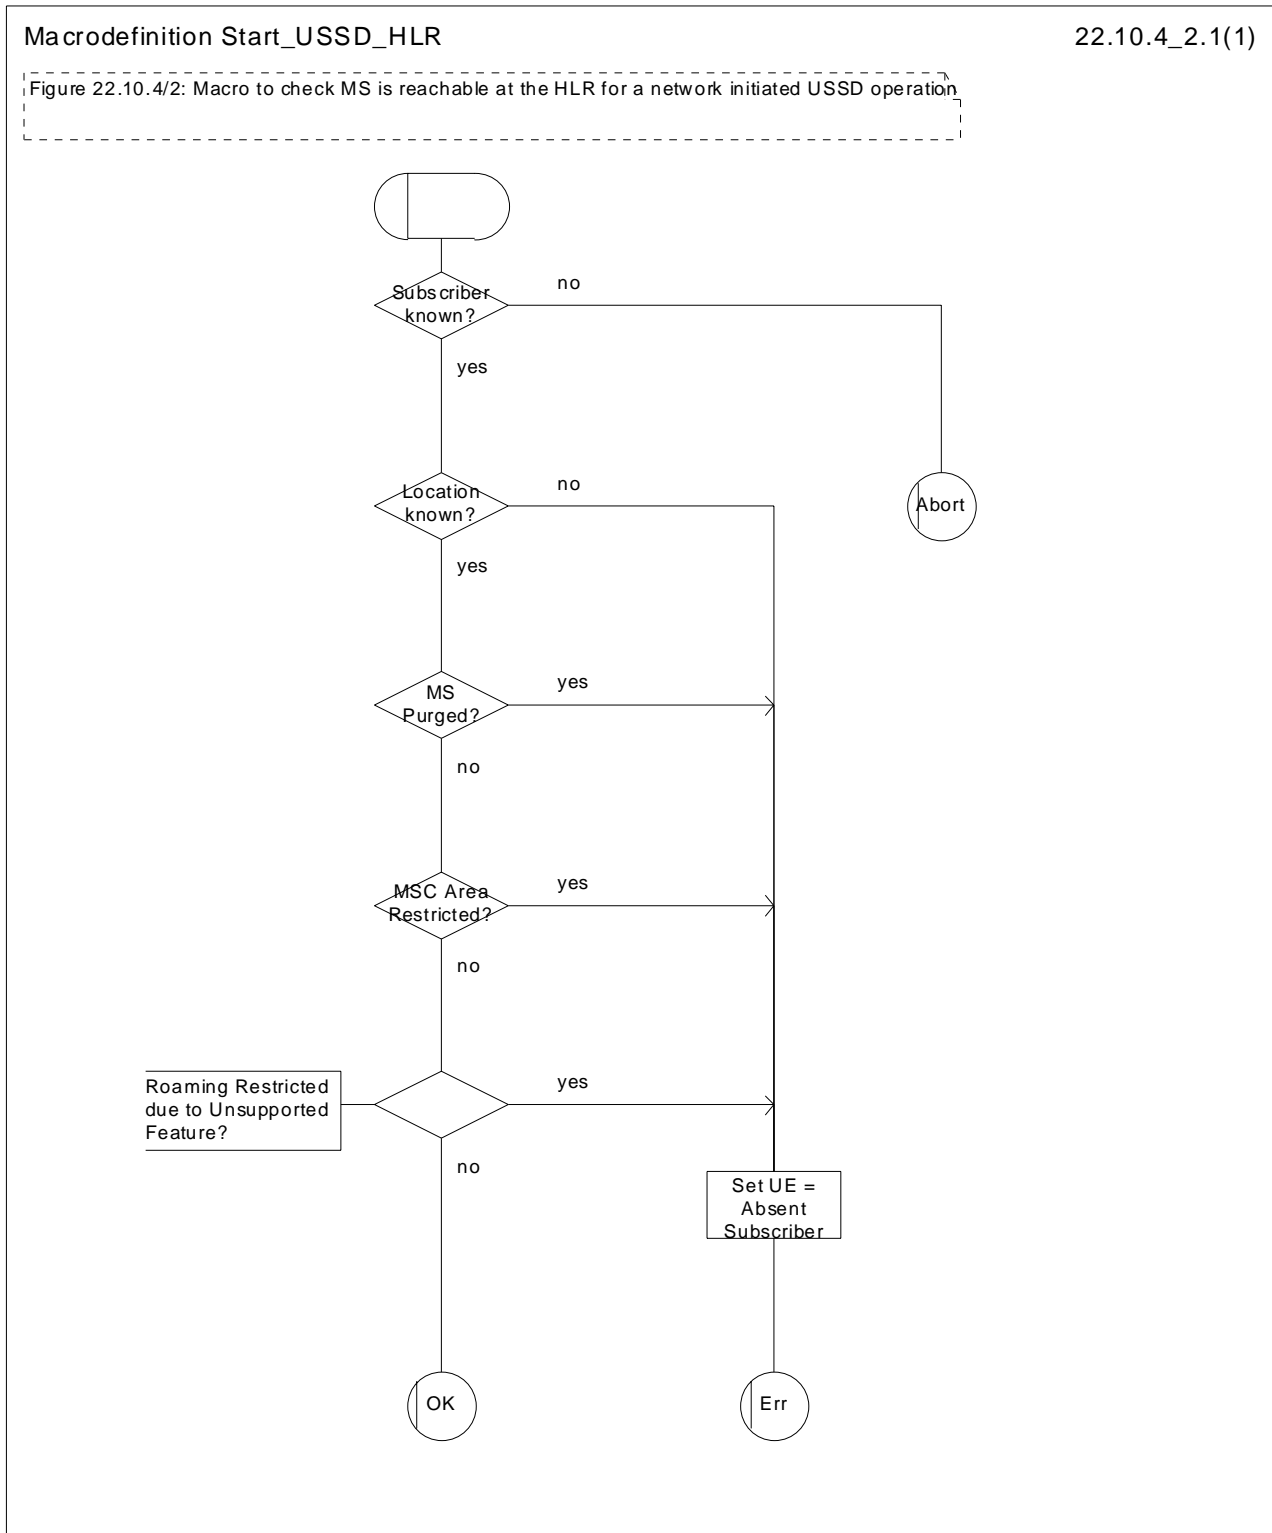 Macrodefinition Start_USSD_HLR
22.10.4_2.1(1)
Figure 22.10.4/2: Macro to check MS is reachable at the HLR for a network initiated USSD operation
Subscriber
known?
no
yes
Location
known?
no
Abort
yes
MS
Purged?
yes
no
MSC Area
Restricted?
yes
no
Roaming Restricted
due to Unsupported
Feature?
yes
no
Set UE =
Absent
Subscriber
OK
Err